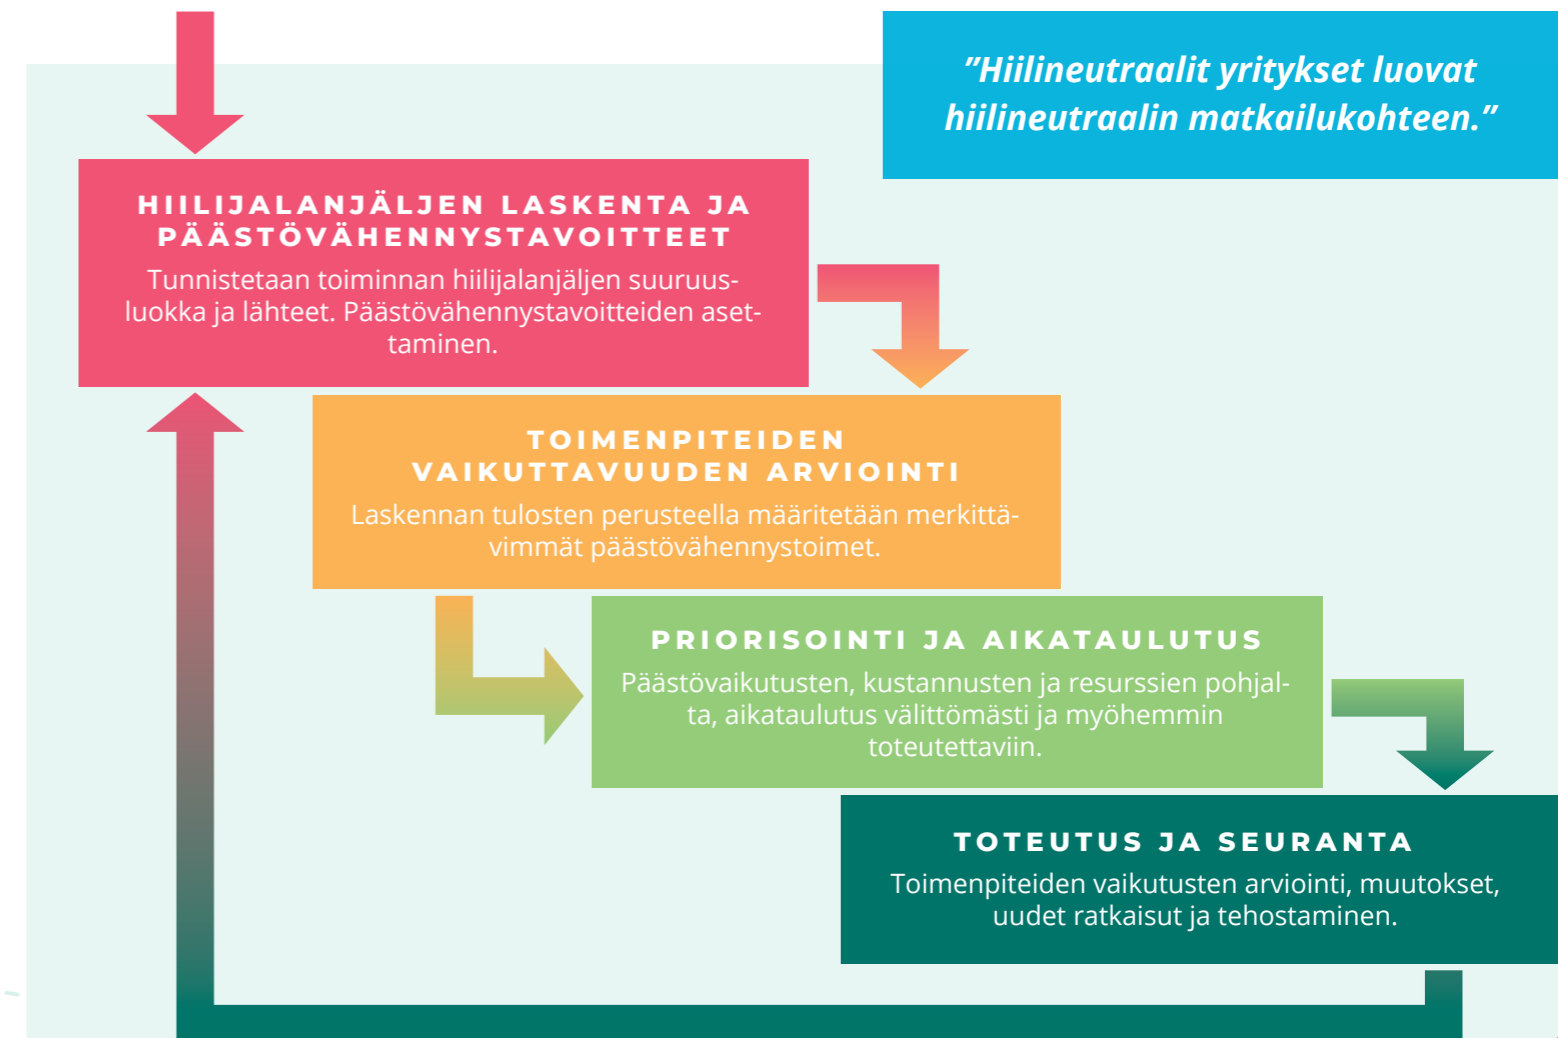 ”Hiilineutraalit yritykset luovat
hiilineutraalin matkailukohteen.”
HIILIJALANJÄLJEN LASKENTA JA
PÄÄSTÖVÄHENNYSTAVOITTEET
Tunnistetaan toiminnan hiilijalanjäljen suuruus-
luokka ja lähteet. Päästövähennystavoitteiden aset-
taminen.
TOIMENPITEIDEN
VAIKUTTAVUUDEN ARVIOINTI
Laskennan tulosten perusteella määritetään merkittä-
vimmät päästövähennystoimet.
PRIORISOINTI JA AIKATAULUTUS
Päästövaikutusten, kustannusten ja resurssien pohjal-
ta, aikataulutus välittömästi ja myöhemmin
toteutettaviin.
TOTEUTUS JA SEURANTA
Toimenpiteiden vaikutusten arviointi, muutokset,
uudet ratkaisut ja tehostaminen.